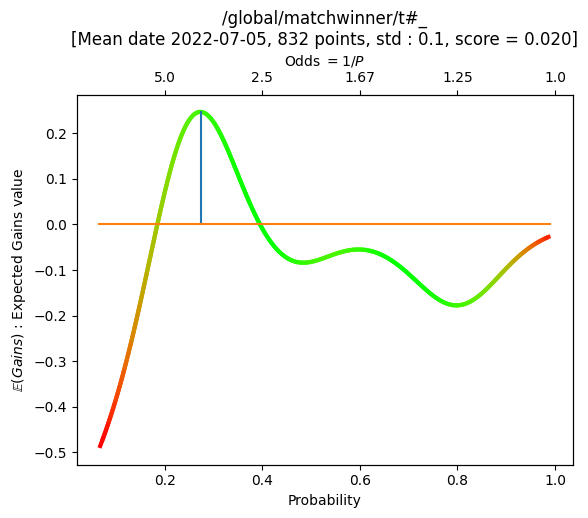 /global/matchwinner/t#_
[Mean date 2022-07-05, 832 points, std : 0.1, score = 0.020]
Odds = 1/P
5.0 2.5 1.67 1.25 1.0
0.2
0.1
0.0
−0.1
−0.2
−0.3
−0.4
−0.5
𝔼(Gains) : Expected Gains value
0.2 0.4 0.6 0.8 1.0
Probability